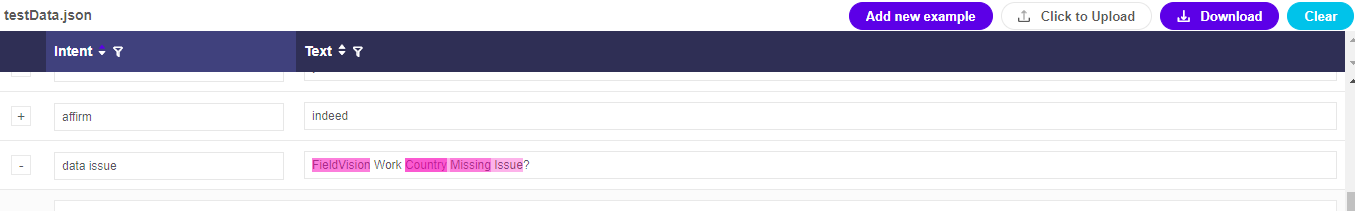 testData.json
Add new example
Click to Upload
Download
Clear
Intent
Text
+
affirm
indeed
-
data issue
FieldVision Work Country Missing Issue?